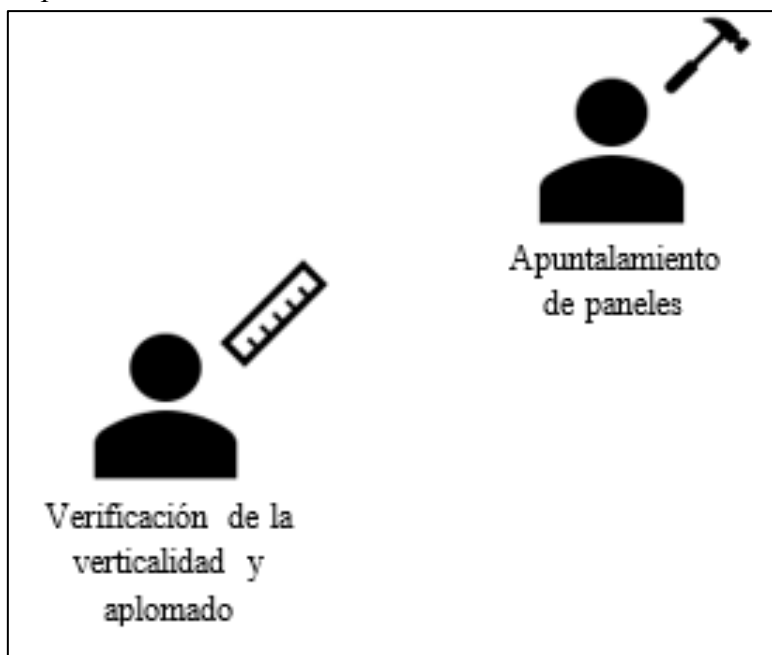 Apuntalamiento
de paneles
Verificación de la
verticalidad y
aplomado